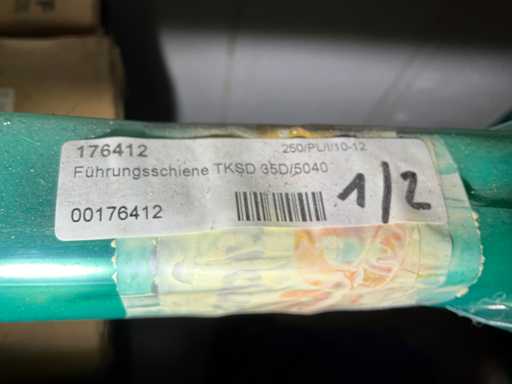 176412 250/PL/I/10-12
Führungsschiene TKSD 35D/5040
00176412
1/2